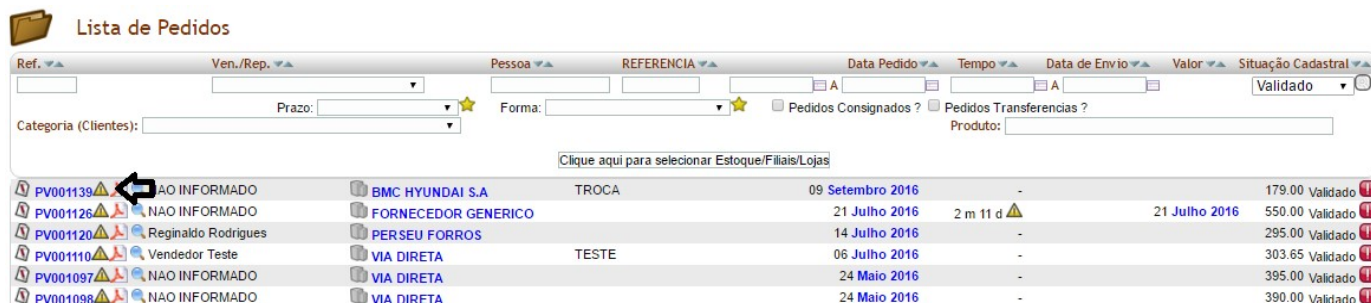 Lista de Pedidos
Ref. Ven./Rep. Pessoa REFERENCIA Data Pedido Tempo Data de Envio Valor Situação Cadastral
A A Validado
Prazo: Forma: Pedidos Consignados ? Pedidos Transferencias ?
Categoria (Clientes): Produto:
Clique aqui para selecionar Estoque/Filiais/Lojas
PV001139 NAO INFORMADO BMC HYUNDAI S.A TROCA 09 Setembro 2016 - 179.00 Validado
PV001126 NAO INFORMADO FORNECEDOR GENERICO 21 Julho 2016 2 m 11 d 21 Julho 2016 550.00 Validado
PV001120 Reginaldo Rodrigues PERSEU FORROS 14 Julho 2016 - 295.00 Validado
PV001110 Vendedor Teste VIA DIRETA TESTE 06 Julho 2016 - 303.65 Validado
PV001097 NAO INFORMADO VIA DIRETA 24 Maio 2016 - 395.00 Validado
PV001098 NAO INFORMADO VIA DIRETA 24 Maio 2016 - 390.00 Validado